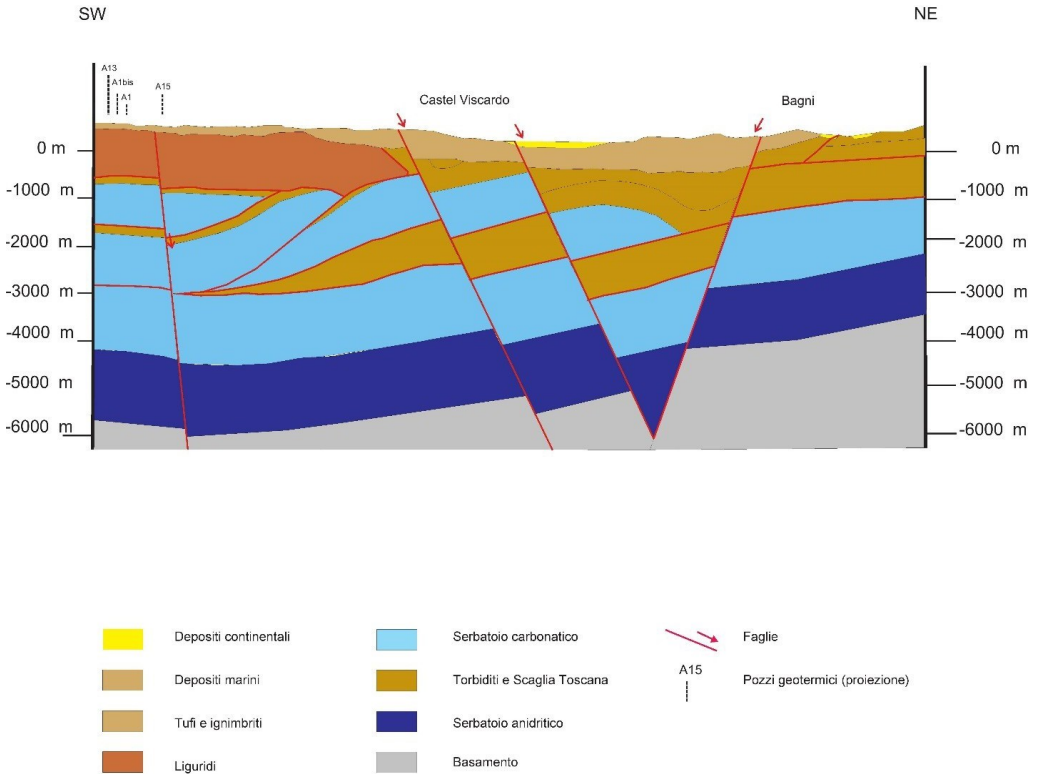 SW NE
A13
A1bis
A1 A15
Castel Viscardo Bagni
0 m 0 m
-1000 m -1000 m
-2000 m -2000 m
-3000 m -3000 m
-4000 m -4000 m
-5000 m -5000 m
-6000 m -6000 m
Depositi continentali Serbatoio carbonatico Faglie
A15
Depositi marini Torbiditi e Scaglia Toscana Pozzi geotermici (proiezione)
Tufi e ignimbriti Serbatoio anidritico
Liguridi Basamento